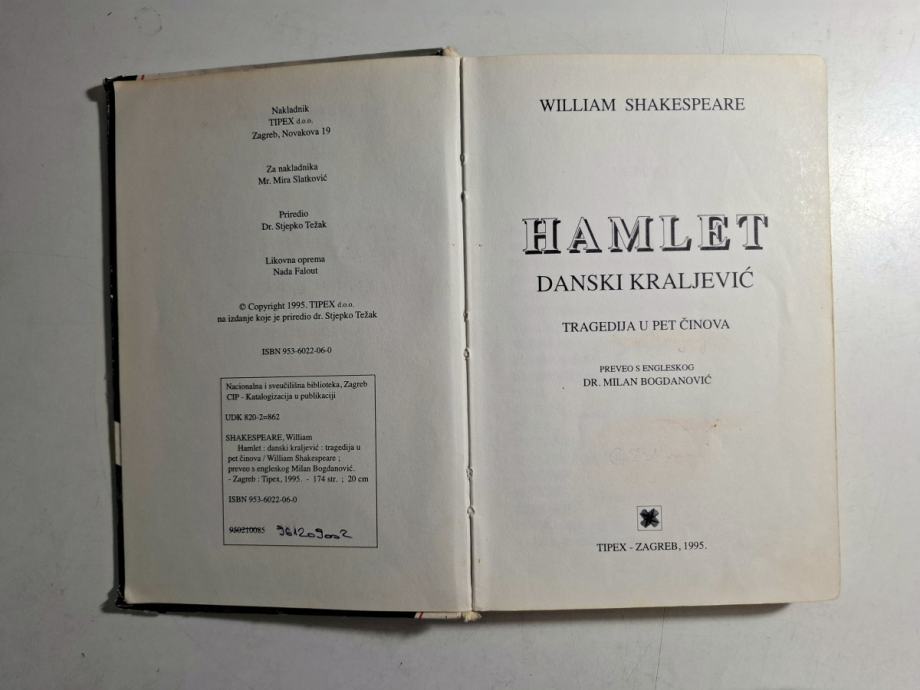 Nakladnik
TIPEX d.o.o.
Zagreb, Novakova 19
Za nakladnika
Mr. Mira Slatković
Priredio
Dr. Stjepko Težak
Likovna oprema
Nada Falout
© Copyright 1995. TIPEX d.o.o.
na izdanje koje je priredio dr. Stjepko Težak
ISBN 953-6022-06-0
Nacionalna i sveučilišna biblioteka, Zagreb
CIP - Katalogizacija u publikaciji
UDK 820-2=862
SHAKESPEARE, William
Hamlet : danski kraljević : tragedija u
pet činova / William Shakespeare ;
preveo s engleskog Milan Bogdanović.
- Zagreb : Tipex, 1995. - 174 str. ; 20 cm
ISBN 953-6022-06-0
950210085 961209002
WILLIAM SHAKESPEARE
HAMLET
DANSKI KRALJEVIĆ
TRAGEDIJA U PET ČINOVA
PREVEO S ENGLESKOG
DR. MILAN BOGDANOVIĆ
TIPEX - ZAGREB, 1995.